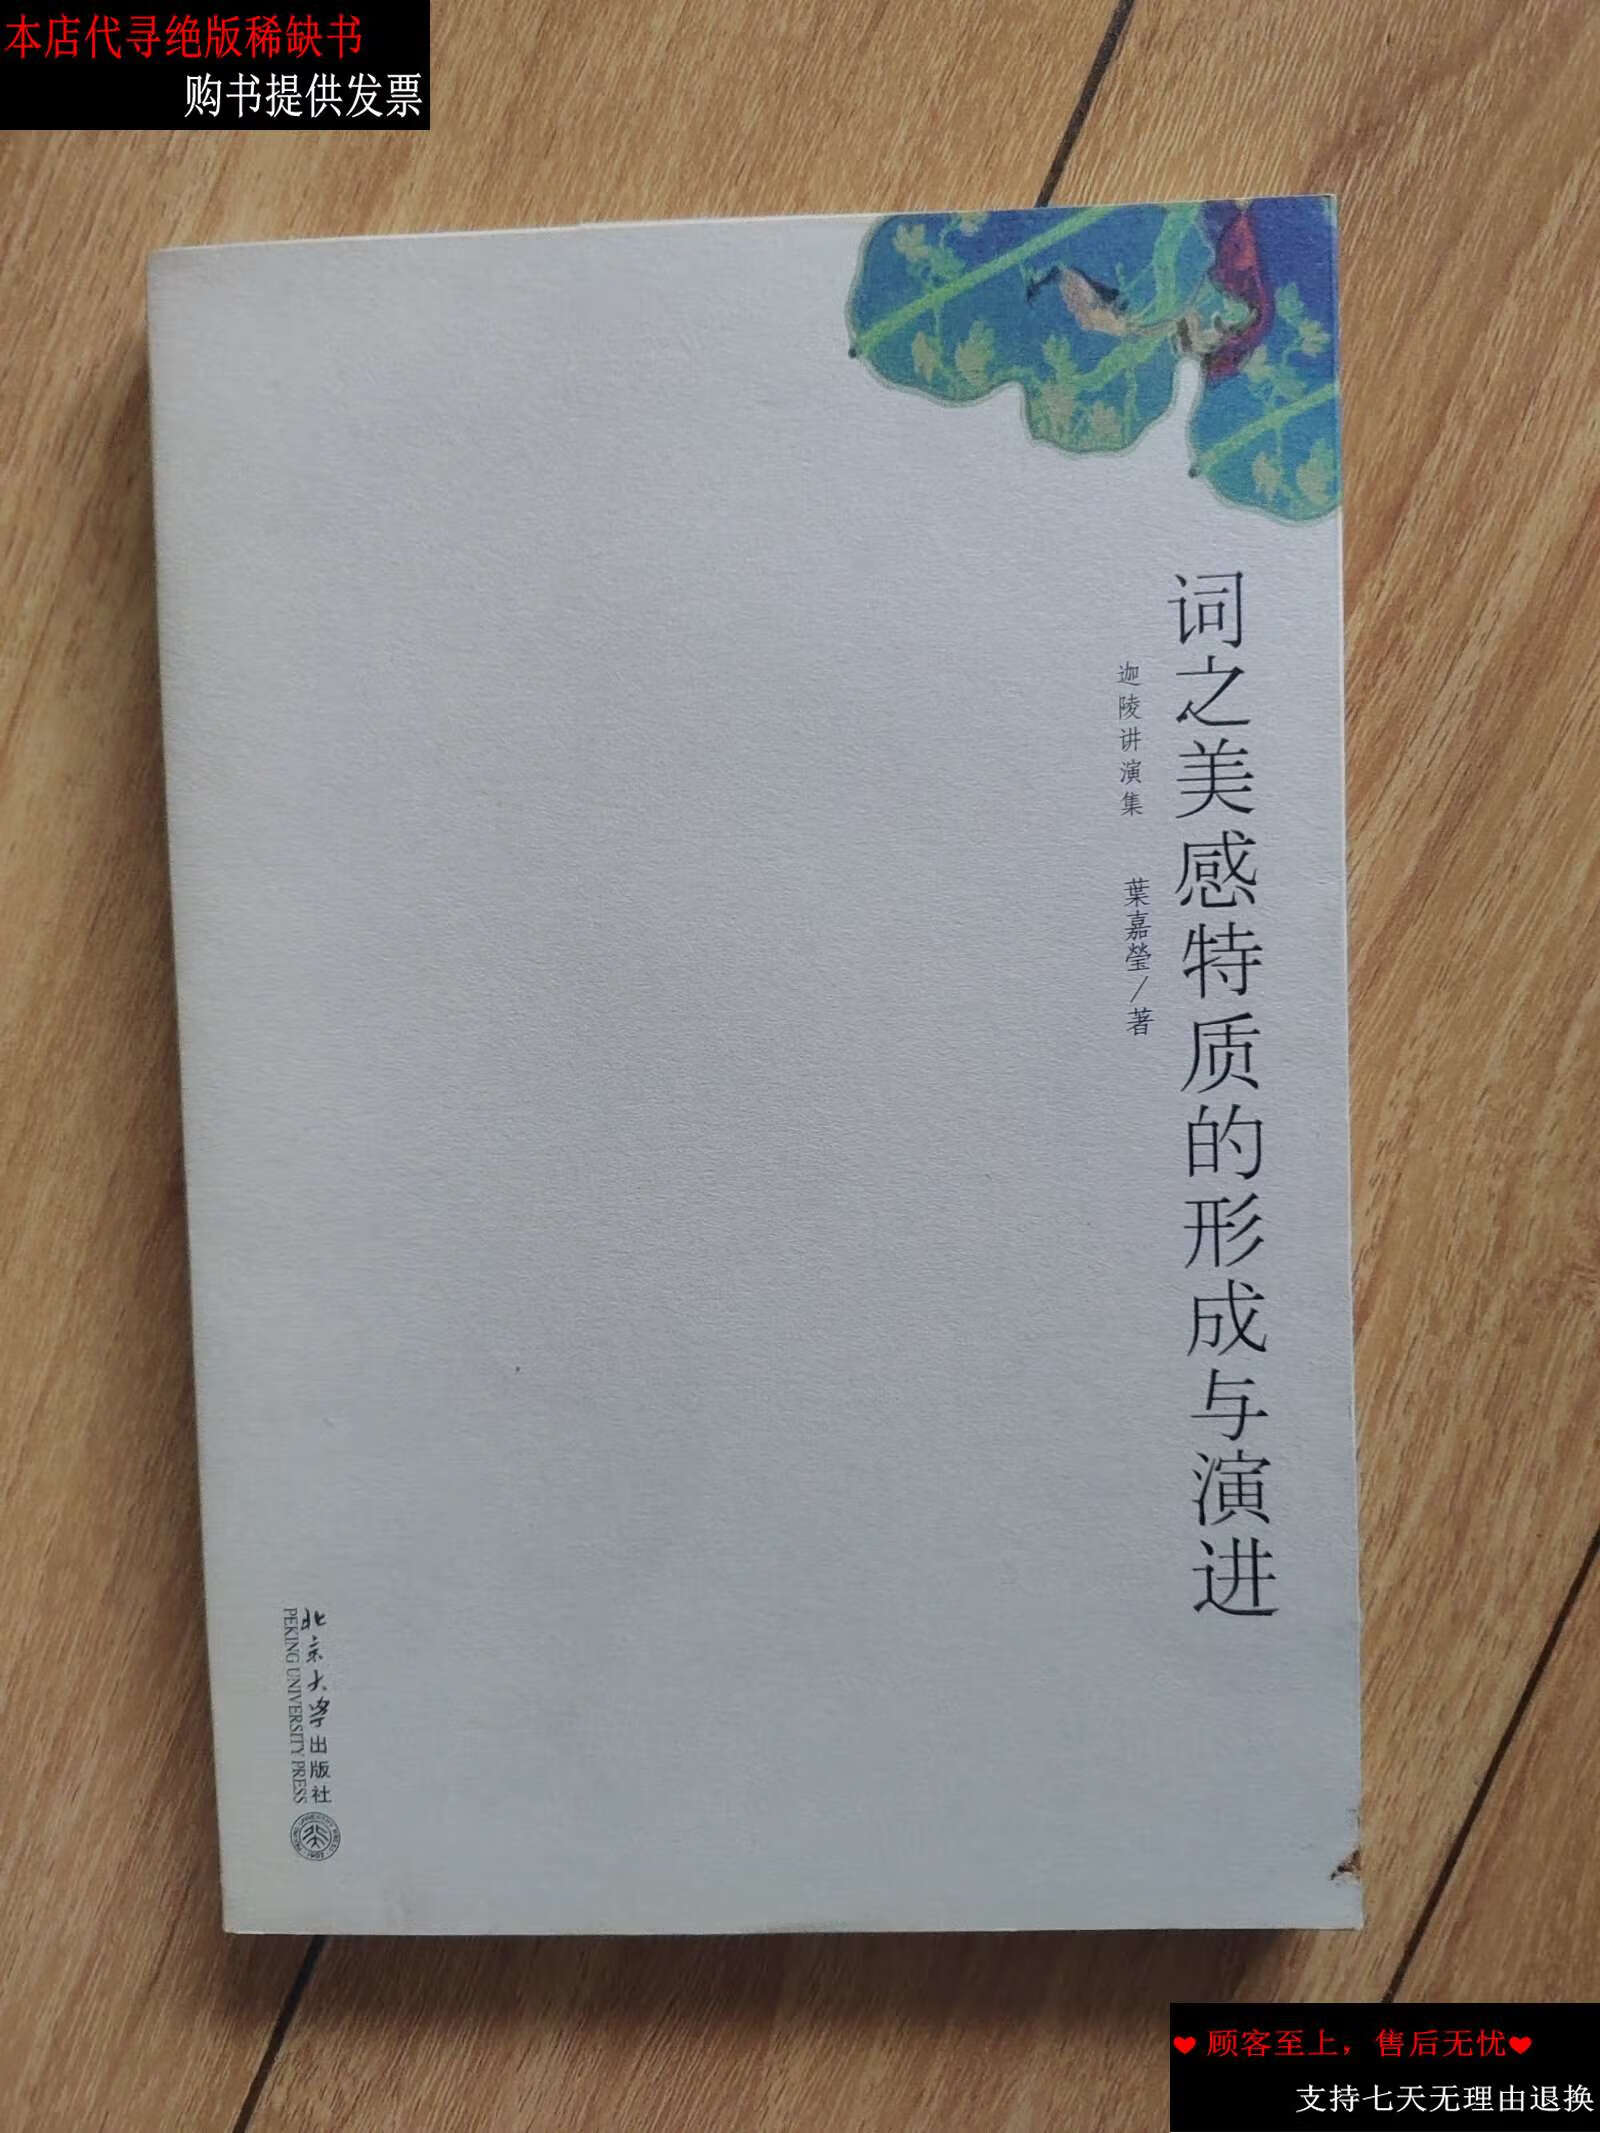 本店代寻绝版稀缺书
购书提供发票
词之美感特质的形成与演进
迦陵讲演集
葉嘉瑩/著
北京大学出版社
PEKING UNIVERSITY PRESS
❤顾客至上，售后无忧❤
支持七天无理由退换